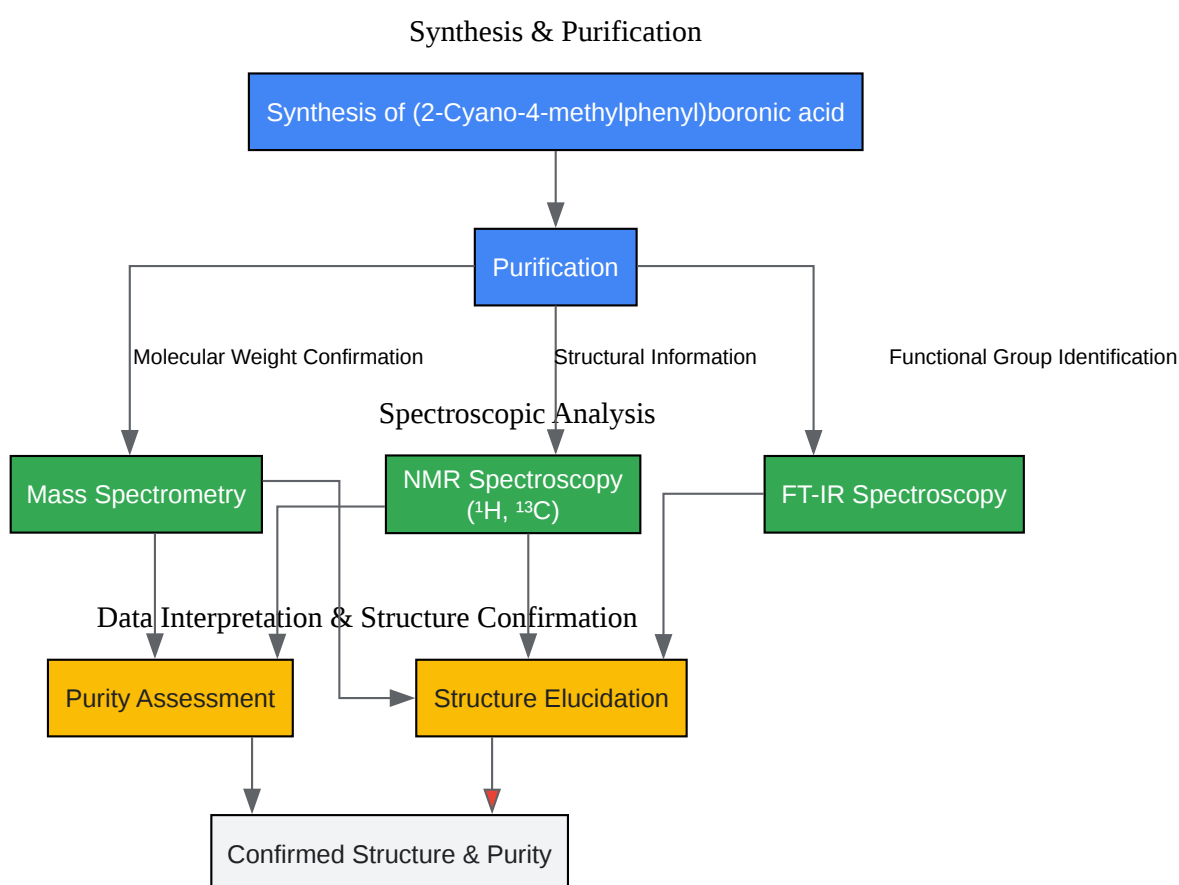 Synthesis & Purification
Synthesis of (2-Cyano-4-methylphenyl)boronic acid
Purification
Molecular Weight Confirmation
Structural Information
Functional Group Identification
Spectroscopic Analysis
Mass Spectrometry
NMR Spectroscopy
(¹H, ¹³C)
FT-IR Spectroscopy
Data Interpretation & Structure Confirmation
Purity Assessment
Structure Elucidation
Confirmed Structure & Purity